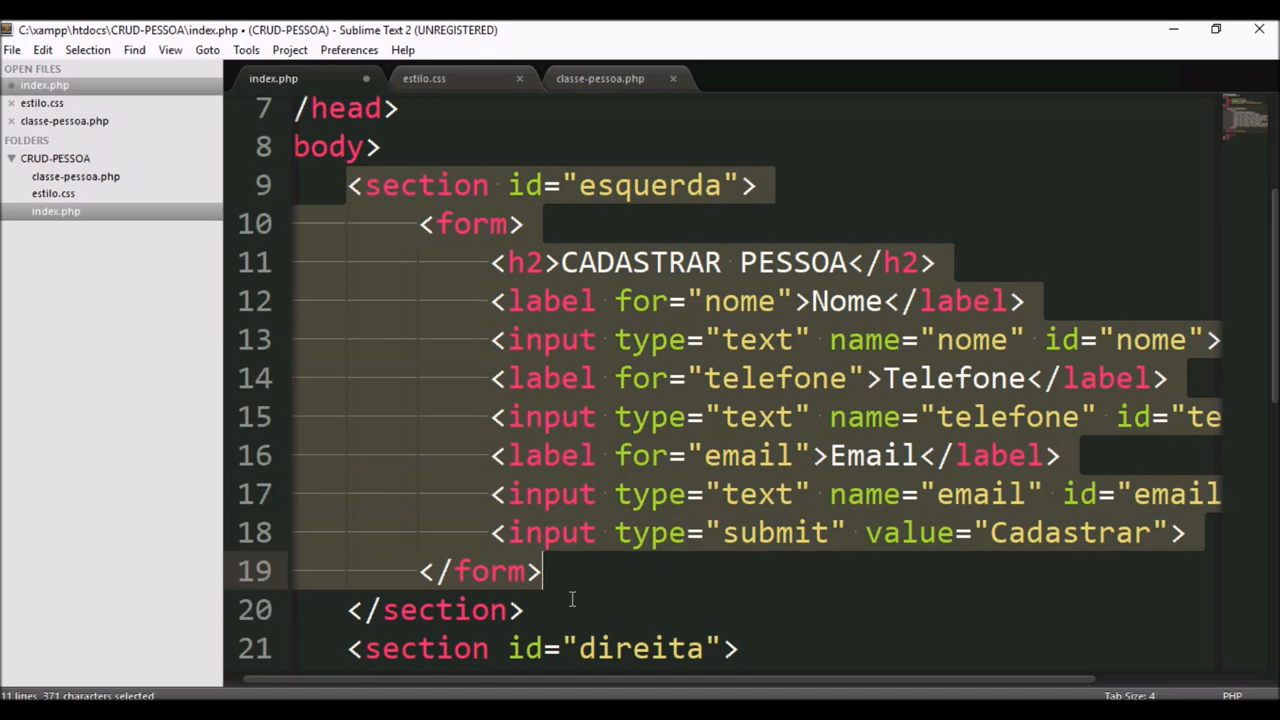 C:\xampp\htdocs\CRUD-PESSOA\index.php • (CRUD-PESSOA) - Sublime Text 2 (UNREGISTERED)
File Edit Selection Find View Goto Tools Project Preferences Help
OPEN FILES
index.php
estilo.css
classe-pessoa.php
FOLDERS
CRUD-PESSOA
classe-pessoa.php
estilo.css
index.php
index.php estilo.css classe-pessoa.php
7 /head>
8 body>
9 <section id="esquerda">
10 <form>
11 <h2>CADASTRAR PESSOA</h2>
12 <label for="nome">Nome</label>
13 <input type="text" name="nome" id="nome">
14 <label for="telefone">Telefone</label>
15 <input type="text" name="telefone" id="te
16 <label for="email">Email</label>
17 <input type="text" name="email" id="email
18 <input type="submit" value="Cadastrar">
19 </form>
20 </section>
21 <section id="direita">
11 lines, 371 characters selected Tab Size: 4 PHP